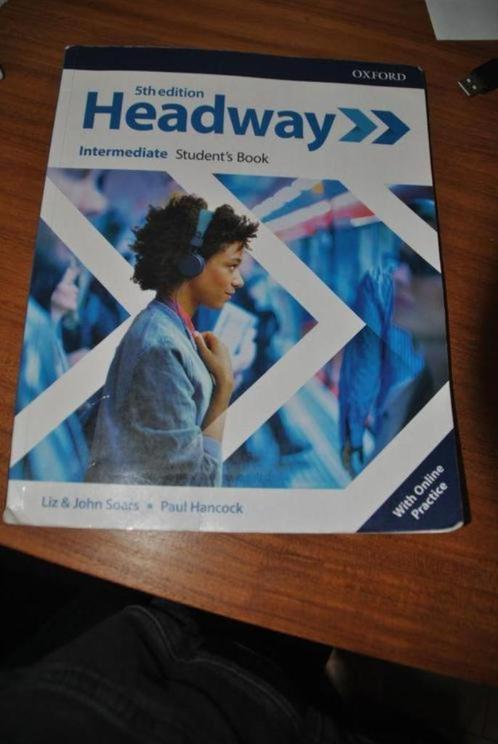 OXFORD
5th edition
Headway
Intermediate Student's Book
Liz & John Soars • Paul Hancock
With Online
Practice